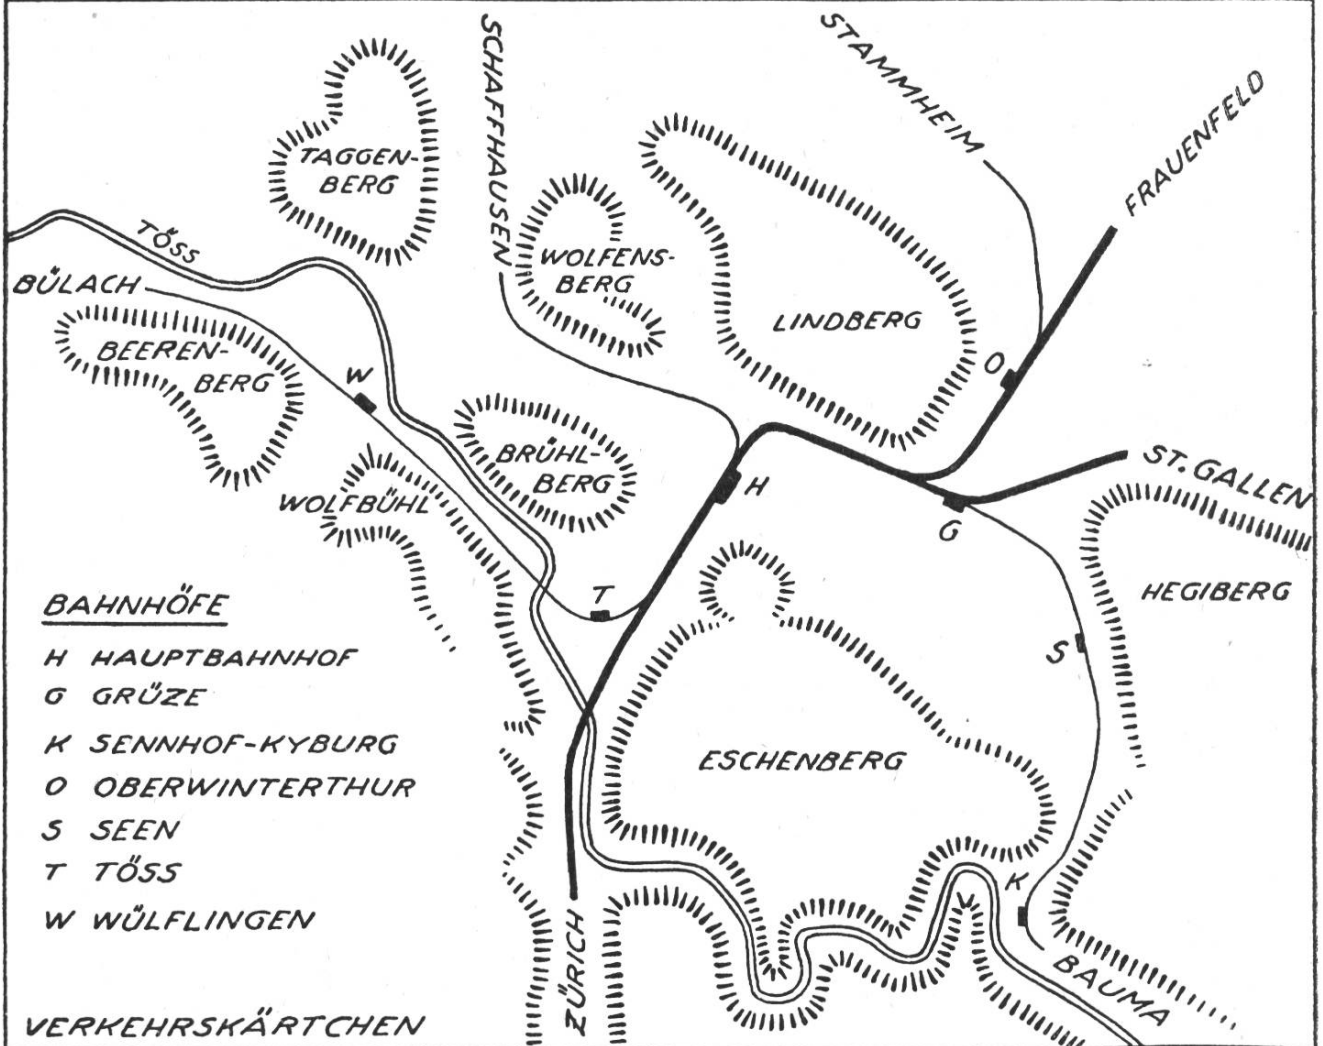 SCHAFFHAUSEN
STAMMHEIM
FRAUENFELD
TAGGEN-
BERG
TÖSS
WOLFENS-
BERG
BÜLACH
LINDBERG
BEEREN-
BERG
W
O
BRÜHL-
BERG
ST. GALLEN
H
WOLFBÜHL
G
HEGIBERG
T
S
ESCHENBERG
K
BAUMA
ZÜRICH
BAHNHÖFE
H HAUPTBAHNHOF
G GRÜZE
K SENNHOF-KYBURG
O OBERWINTERTHUR
S SEEN
T TÖSS
W WÜLFLINGEN
VERKEHRSKÄRTCHEN